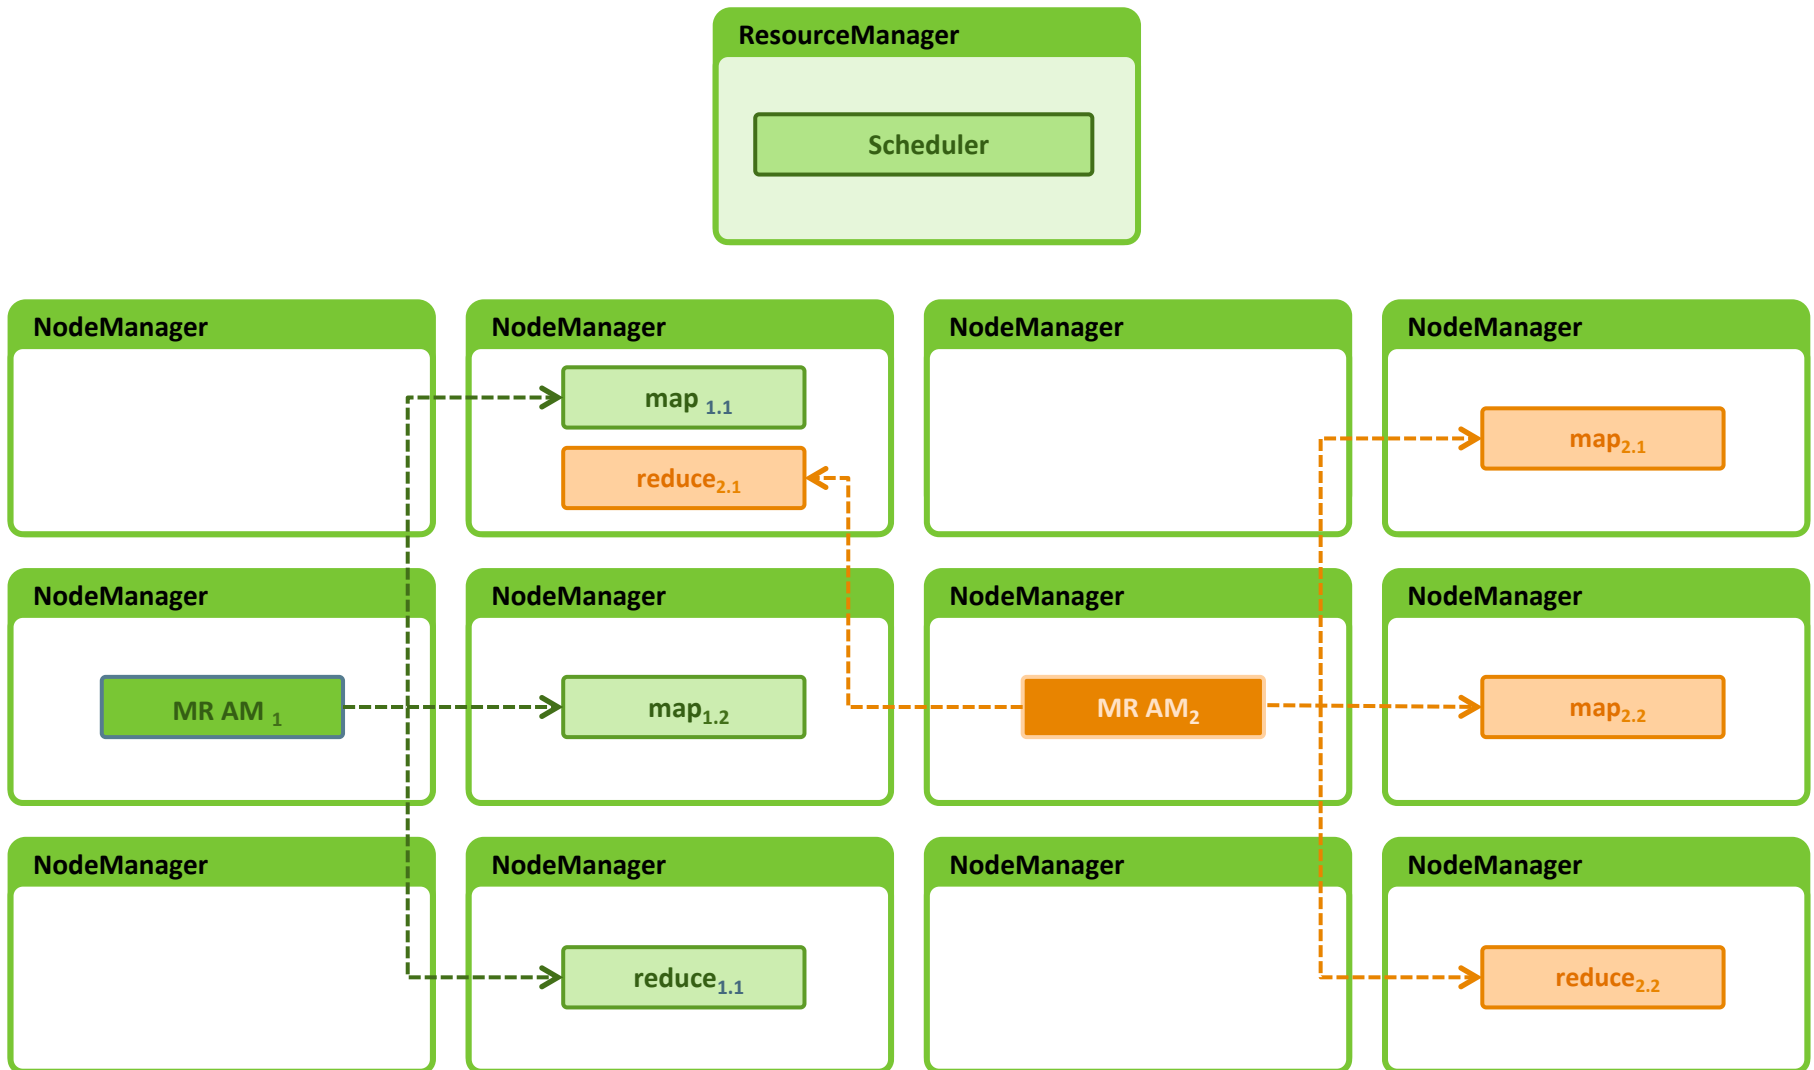 ResourceManager
Scheduler
NodeManager
NodeManager
NodeManager
NodeManager
map 1.1
reduce2.1
map2.1
NodeManager
NodeManager
NodeManager
NodeManager
MR AM 1
map1.2
MR AM2
map2.2
NodeManager
NodeManager
NodeManager
NodeManager
reduce1.1
reduce2.2